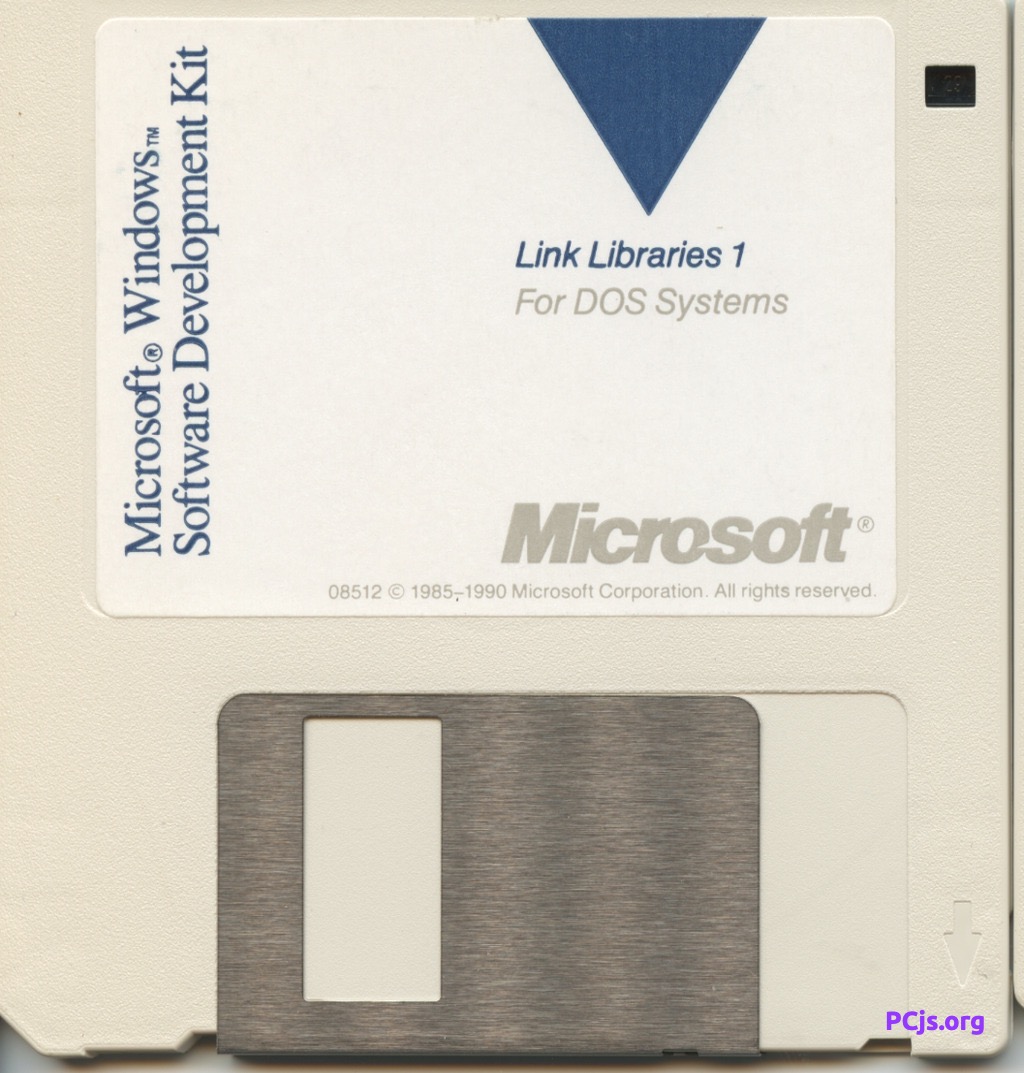 Microsoft® Windows™
Software Development Kit
Link Libraries 1
For DOS Systems
Microsoft®
08512 © 1985–1990 Microsoft Corporation. All rights reserved.
PCjs.org